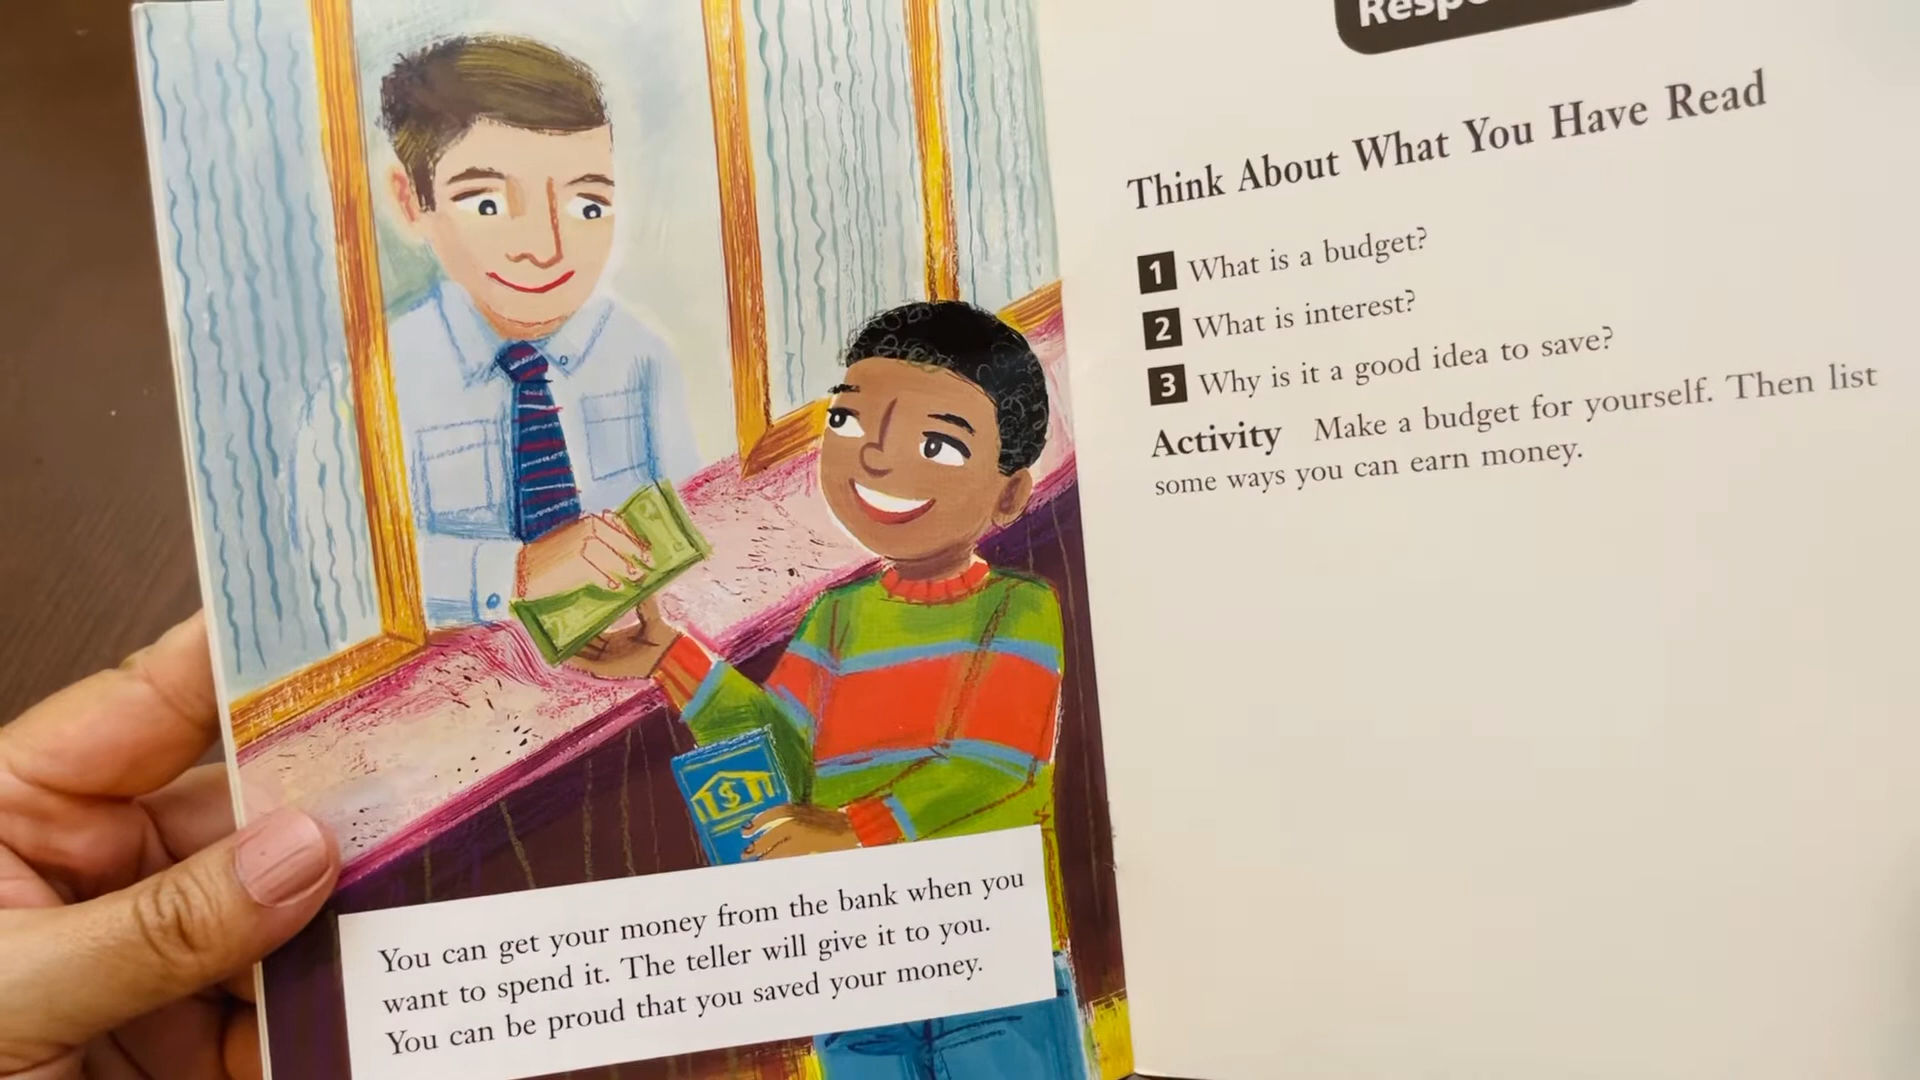 You can get your money from the bank when you
want to spend it. The teller will give it to you.
You can be proud that you saved your money.
$
Think About What You Have Read
1 What is a budget?
2 What is interest?
3 Why is it a good idea to save?
Activity Make a budget for yourself. Then list
some ways you can earn money.